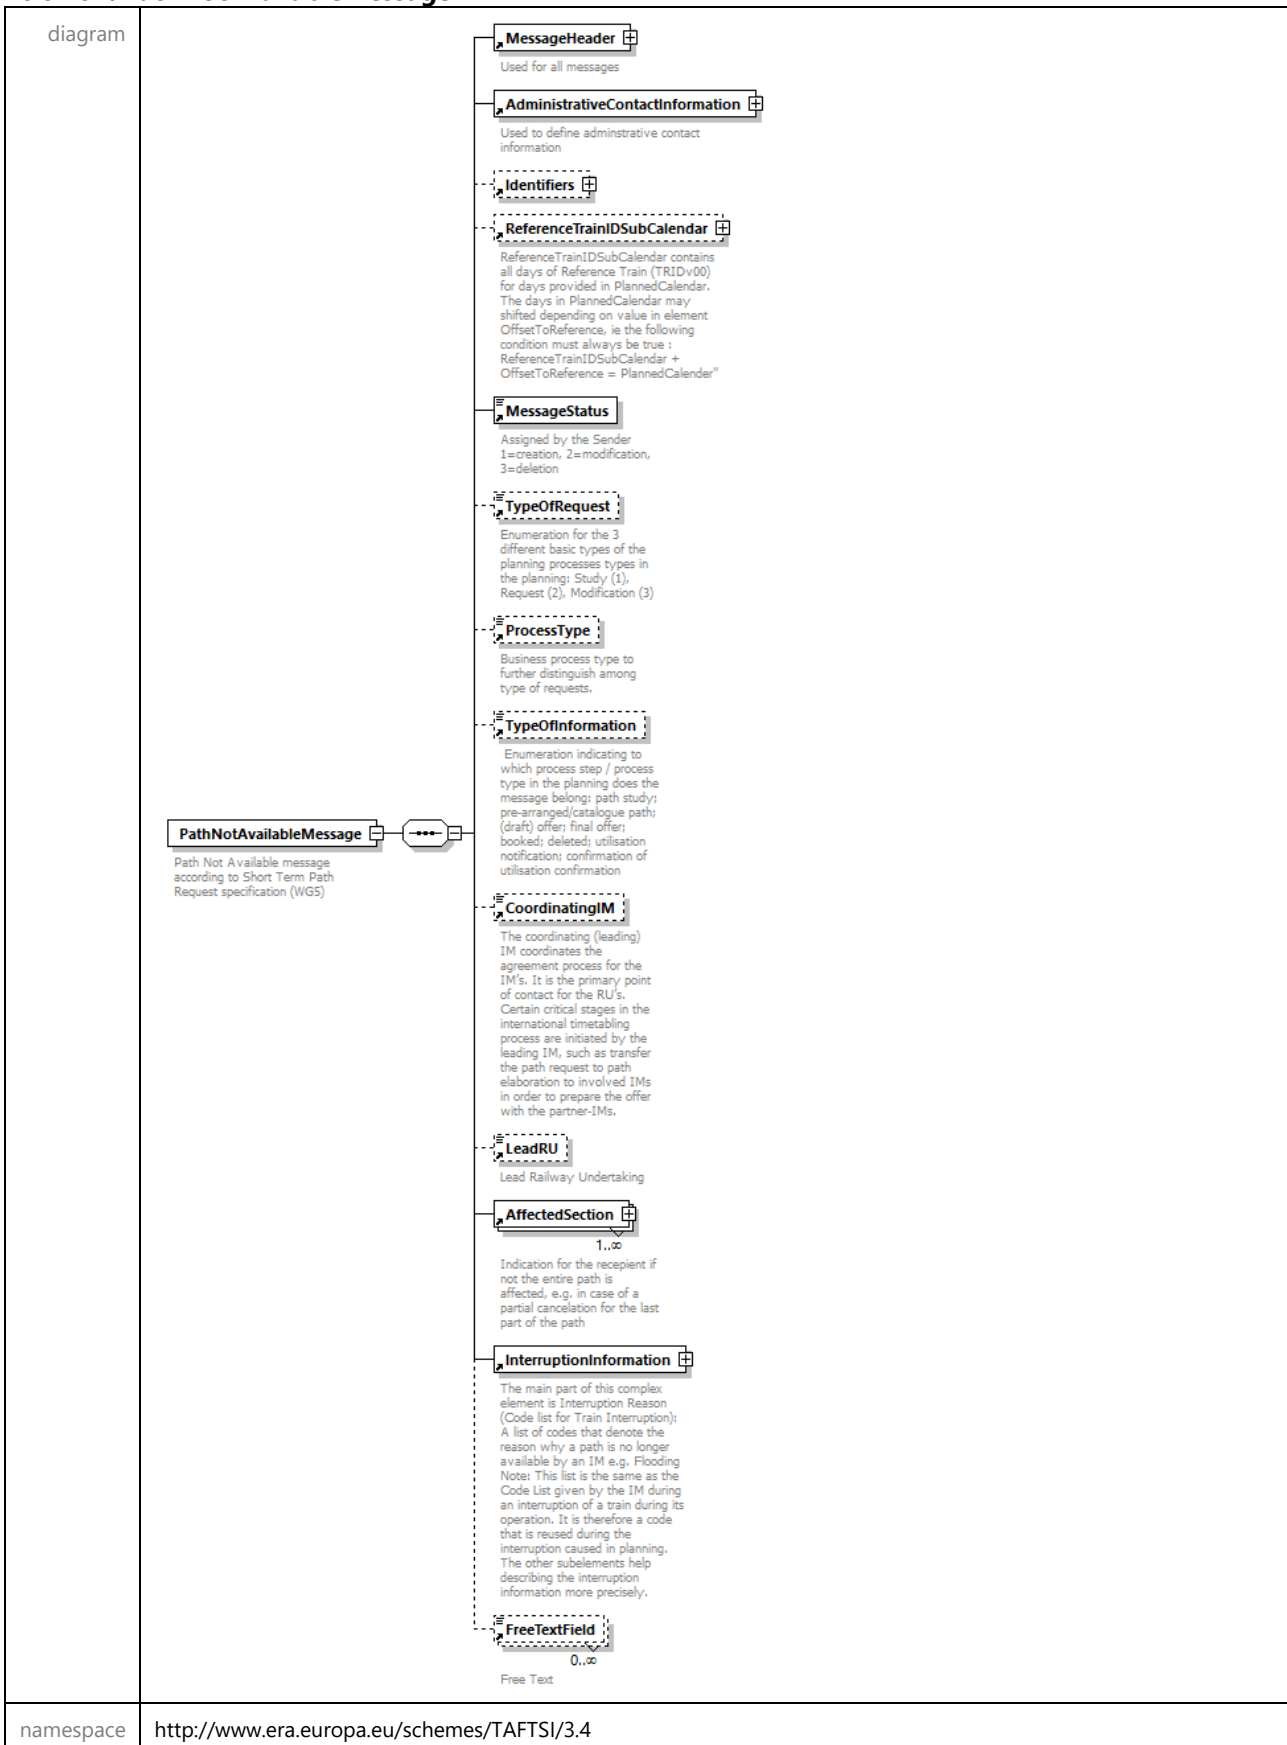 diagram
MessageHeader
Used for all messages
AdministrativeContactInformation
Used to define adminstrative contact
information
Identifiers
ReferenceTrainIDSubCalendar
ReferenceTrainIDSubCalendar contains
all days of Reference Train (TRIDv00)
for days provided in PlannedCalendar.
The days in PlannedCalendar may
shifted depending on value in element
OffsetToReference, ie the following
condition must always be true :
ReferenceTrainIDSubCalendar +
OffsetToReference = PlannedCalender"
MessageStatus
Assigned by the Sender
1=creation, 2=modification,
3=deletion
TypeOfRequest
Enumeration for the 3
different basic types of the
planning processes types in
the planning: Study (1),
Request (2), Modification (3)
ProcessType
Business process type to
further distinguish among
type of requests.
TypeOfInformation
Enumeration indicating to
which process step / process
type in the planning does the
message belong: path study;
pre-arranged/catalogue path;
(draft) offer; final offer;
booked; deleted; utilisation
notification; confirmation of
utilisation confirmation
PathNotAvailableMessage
Path Not Available message
according to Short Term Path
Request specification (WG5)
CoordinatingIM
The coordinating (leading)
IM coordinates the
agreement process for the
IM's. It is the primary point
of contact for the RU's.
Certain critical stages in the
international timetabling
process are initiated by the
leading IM, such as transfer
the path request to path
elaboration to involved IMs
in order to prepare the offer
with the partner-IMs.
LeadRU
Lead Railway Undertaking
AffectedSection
1..∞
Indication for the recepient if
not the entire path is
affected, e.g. in case of a
partial cancelation for the last
part of the path
InterruptionInformation
The main part of this complex
element is Interruption Reason
(Code list for Train Interruption):
A list of codes that denote the
reason why a path is no longer
available by an IM e.g. Flooding
Note: This list is the same as the
Code List given by the IM during
an interruption of a train during its
operation. It is therefore a code
that is reused during the
interruption caused in planning.
The other subelements help
describing the interruption
information more precisely.
FreeTextField
0..∞
Free Text
namespace
http://www.era.europa.eu/schemes/TAFTSI/3.4